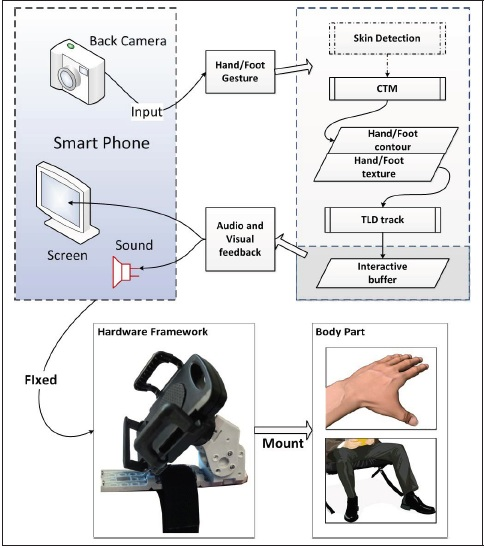 Back Camera
Input
Smart Phone
Screen
Sound
Hand/Foot
Gesture
Skin Detection
CTM
Hand/Foot
contour
Hand/Foot
texture
TLD track
Interactive
buffer
Audio and
Visual
feedback
FIxed
Hardware Framework
Mount
Body Part